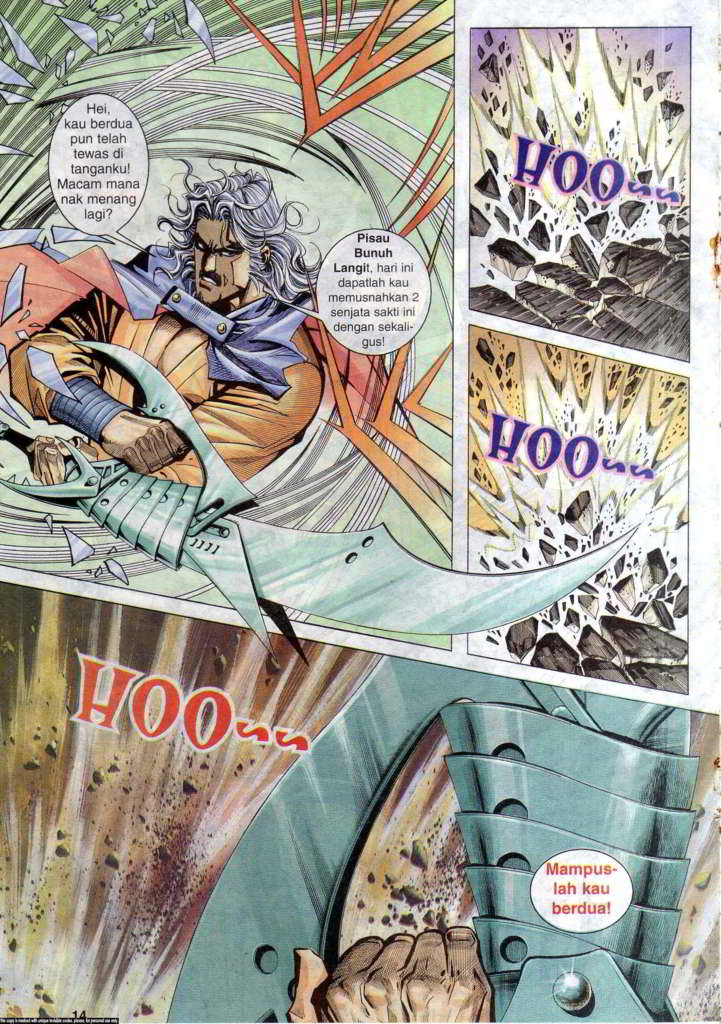 Hei,
kau berdua
pun telah
tewas di
tanganku!
Macam mana
nak menang
lagi?
Pisau
Bunuh
Langit, hari ini
dapatlah kau
memusnahkan 2
senjata sakti ini
dengan sekali-
gus!
HOO~~
HOO~~
HOO~~
Mampus-
lah kau
berdua!
14